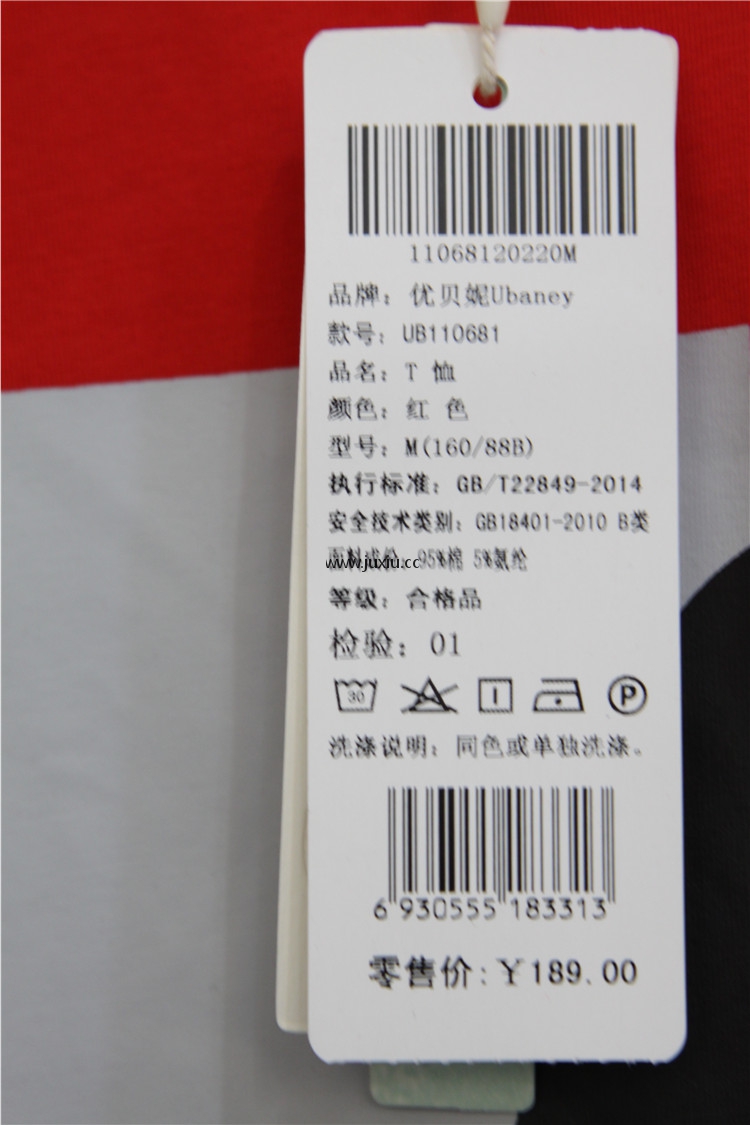 11068120220M
品牌：优贝妮Ubaney
款号：UB110681
品名：T 恤
颜色：红 色
型号：M(160/88B)
执行标准：GB/T22849-2014
安全技术类别：GB18401-2010 B类
www.juxiu.cc 95%棉 5%氨纶
等级：合格品
检验：01
30 P
洗涤说明：同色或单独洗涤。
6 930555 183313
零售价:￥189.00